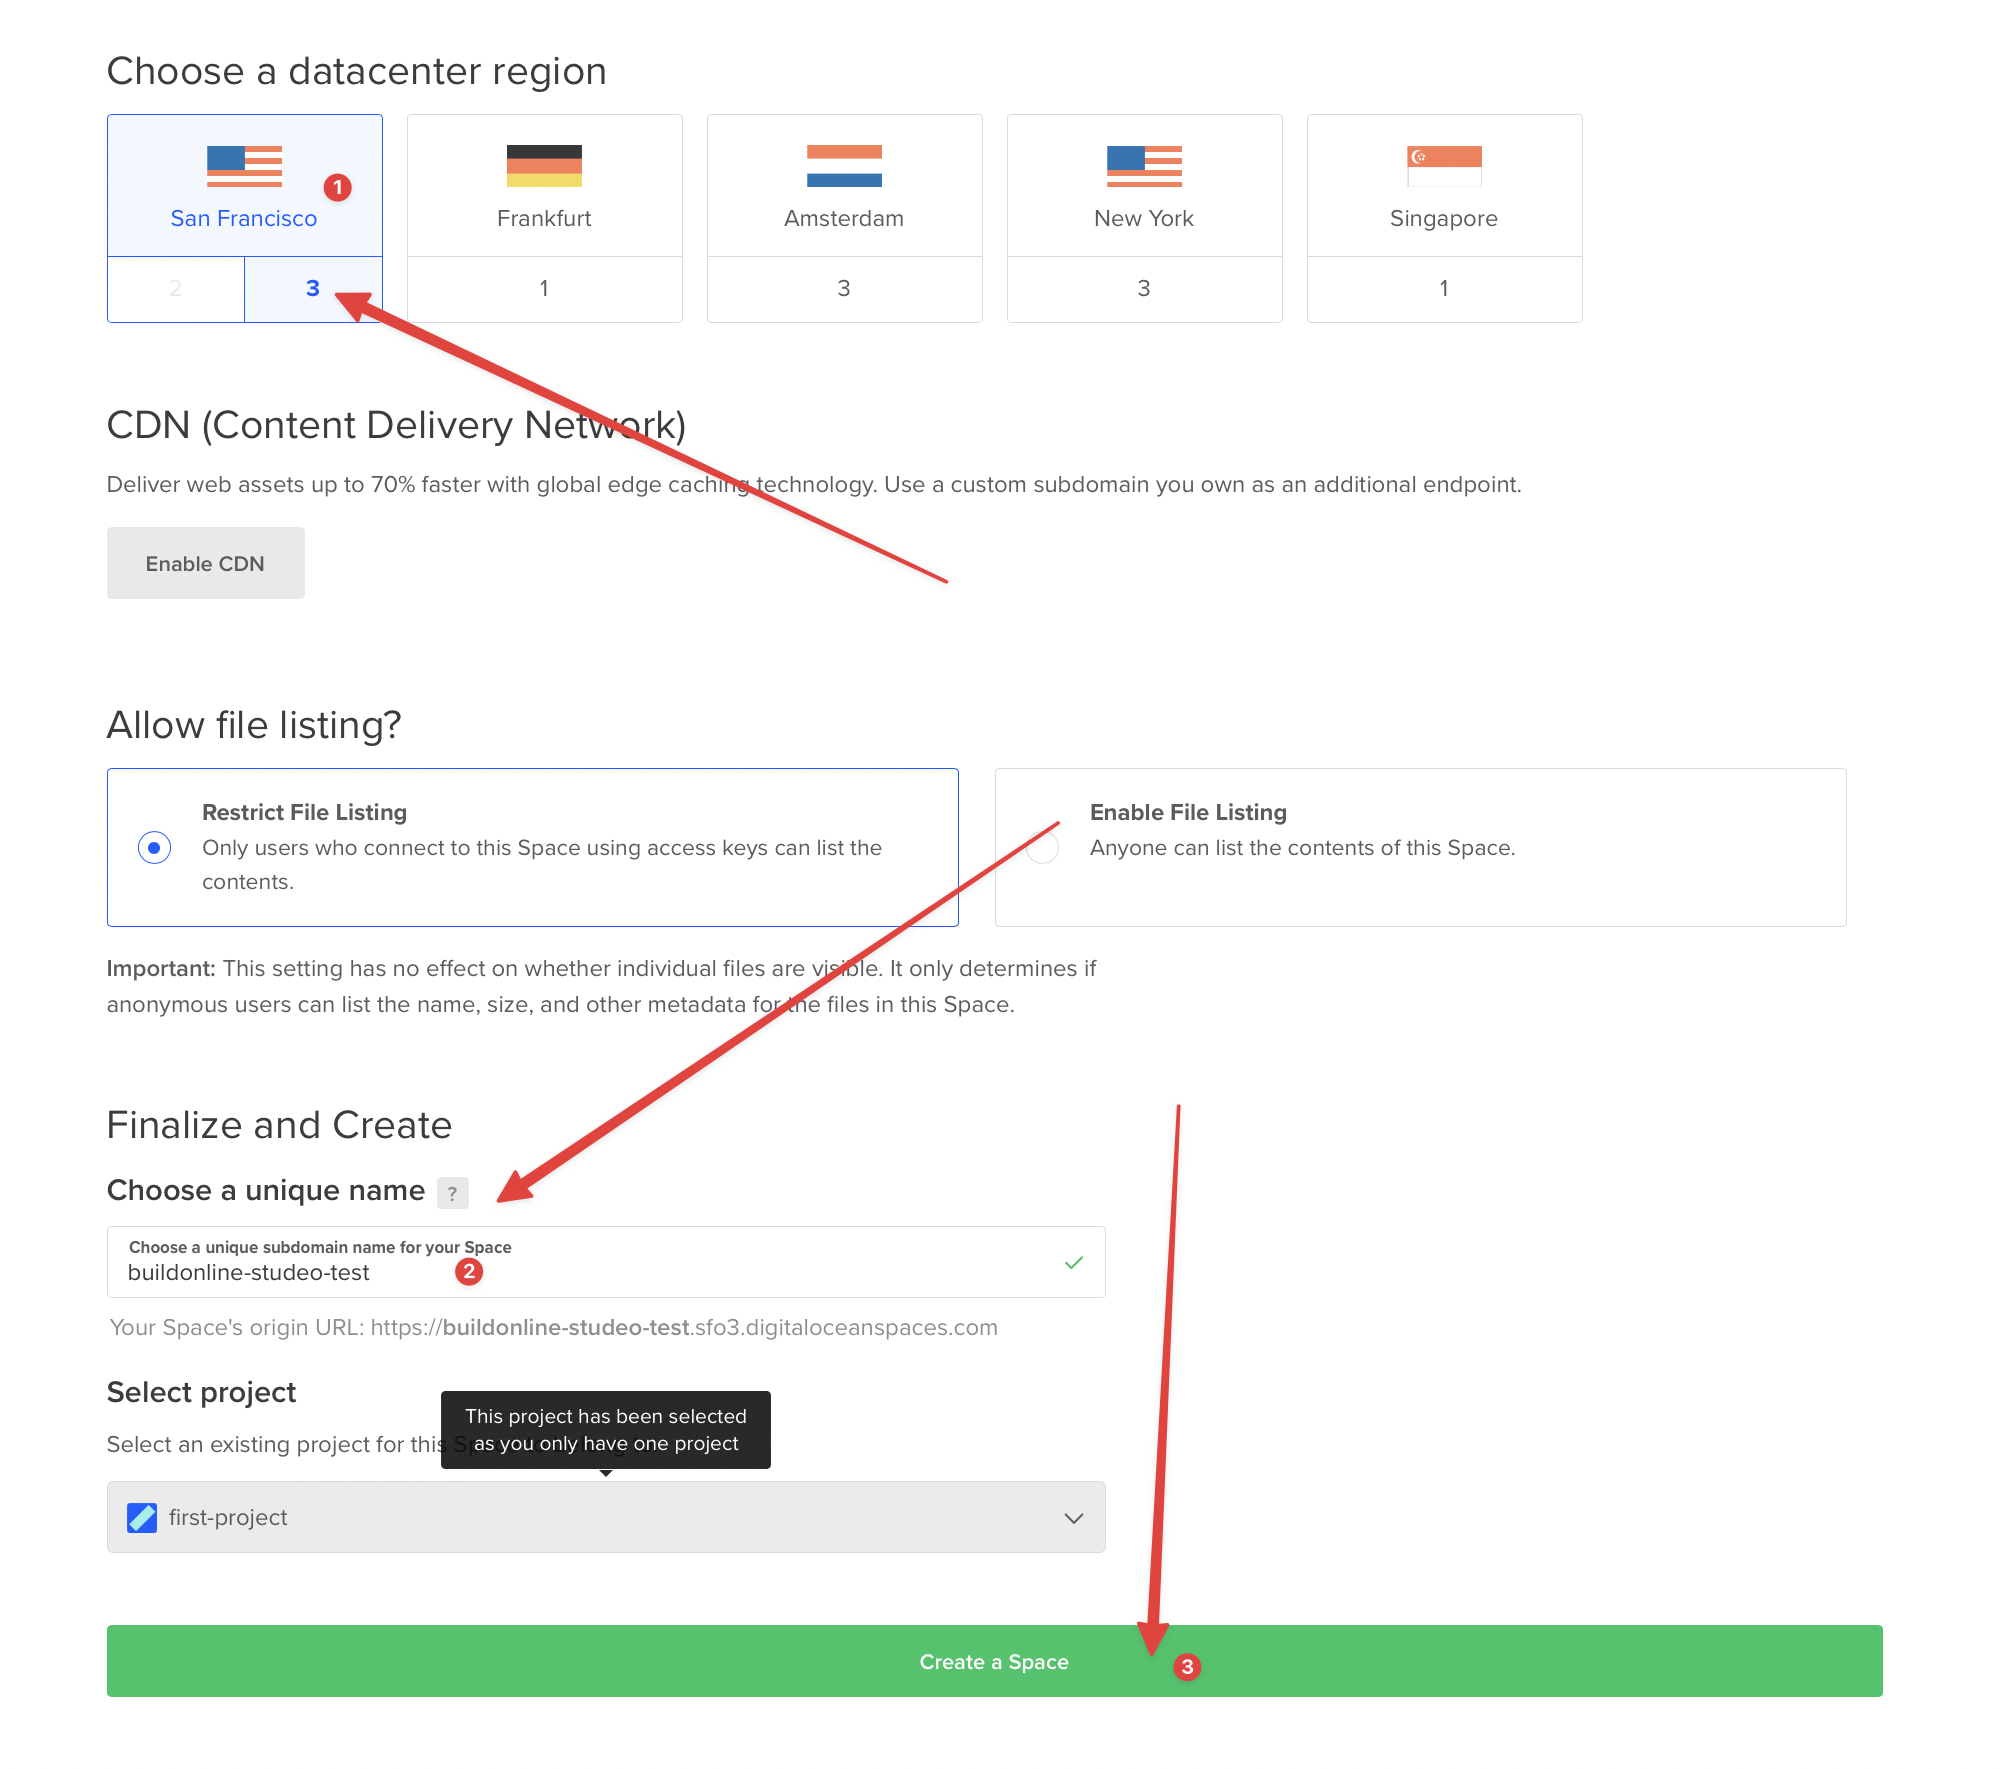 Choose a datacenter region
1
San Francisco
Frankfurt
Amsterdam
New York
Singapore
2
3
1
3
3
1
CDN (Content Delivery Network)
Deliver web assets up to 70% faster with global edge caching technology. Use a custom subdomain you own as an additional endpoint.
Enable CDN
Allow file listing?
Restrict File Listing
Only users who connect to this Space using access keys can list the
contents.
Enable File Listing
Anyone can list the contents of this Space.
Important: This setting has no effect on whether individual files are visible. It only determines if
anonymous users can list the name, size, and other metadata for the files in this Space.
Finalize and Create
Choose a unique name ?
Choose a unique subdomain name for your Space
buildonline-studeo-test
2
Your Space's origin URL: https://buildonline-studeo-test.sfo3.digitaloceanspaces.com
Select project
This project has been selected
as you only have one project
Select an existing project for this
first-project
Create a Space
3